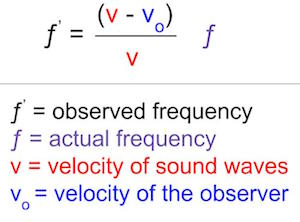 f' = (v - vₒ) / v f
f' = observed frequency
f = actual frequency
v = velocity of sound waves
vₒ = velocity of the observer